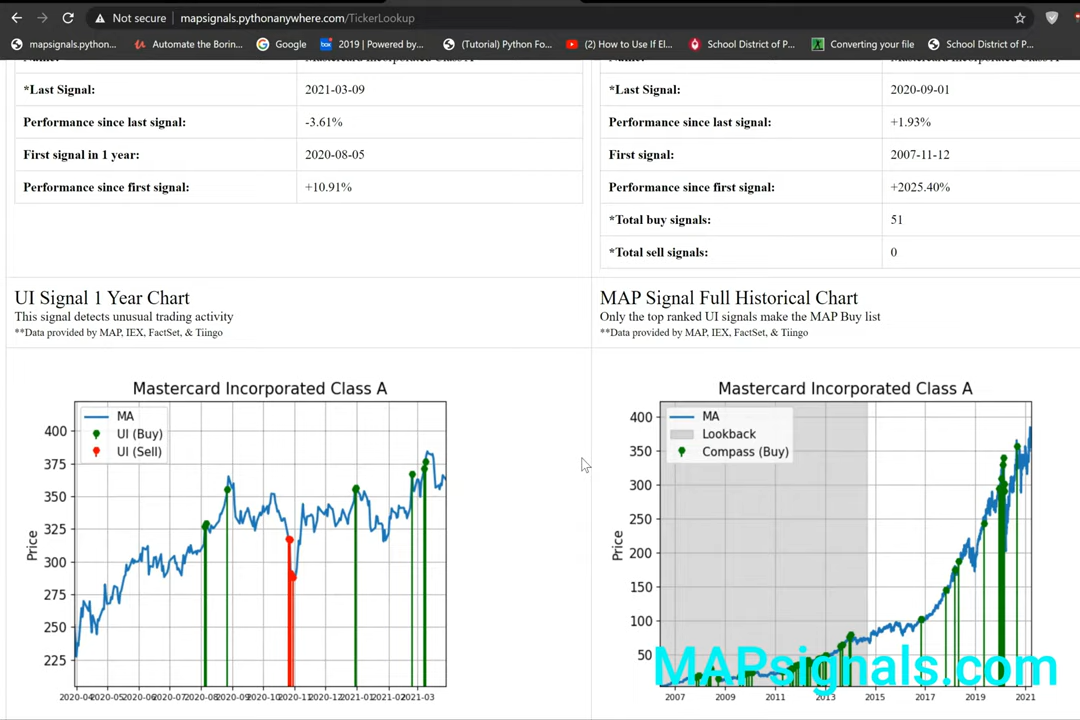 Not secure mapsignals.pythonanywhere.com/TickerLookup
mapsignals.python... Automate the Borin... Google 2019 | Powered by... (Tutorial) Python Fo... (2) How to Use If El... School District of P... Converting your file School District of P...
*Last Signal: 2021-03-09
Performance since last signal: -3.61%
First signal in 1 year: 2020-08-05
Performance since first signal: +10.91%
*Last Signal: 2020-09-01
Performance since last signal: +1.93%
First signal: 2007-11-12
Performance since first signal: +2025.40%
*Total buy signals: 51
*Total sell signals: 0
UI Signal 1 Year Chart
This signal detects unusual trading activity
**Data provided by MAP, IEX, FactSet, & Tiingo
MAP Signal Full Historical Chart
Only the top ranked UI signals make the MAP Buy list
**Data provided by MAP, IEX, FactSet, & Tiingo
Mastercard Incorporated Class A
MA
UI (Buy)
UI (Sell)
400
375
350
325
300
275
250
225
Price
2020-04 2020-05 2020-06 2020-07 2020-08 2020-09 2020-10 2020-11 2020-12 2021-01 2021-02 2021-03
Mastercard Incorporated Class A
MA
Lookback
Compass (Buy)
400
350
300
250
200
150
100
50
Price
2007 2009 2011 2013 2015 2017 2019 2021
MAPsignals.com